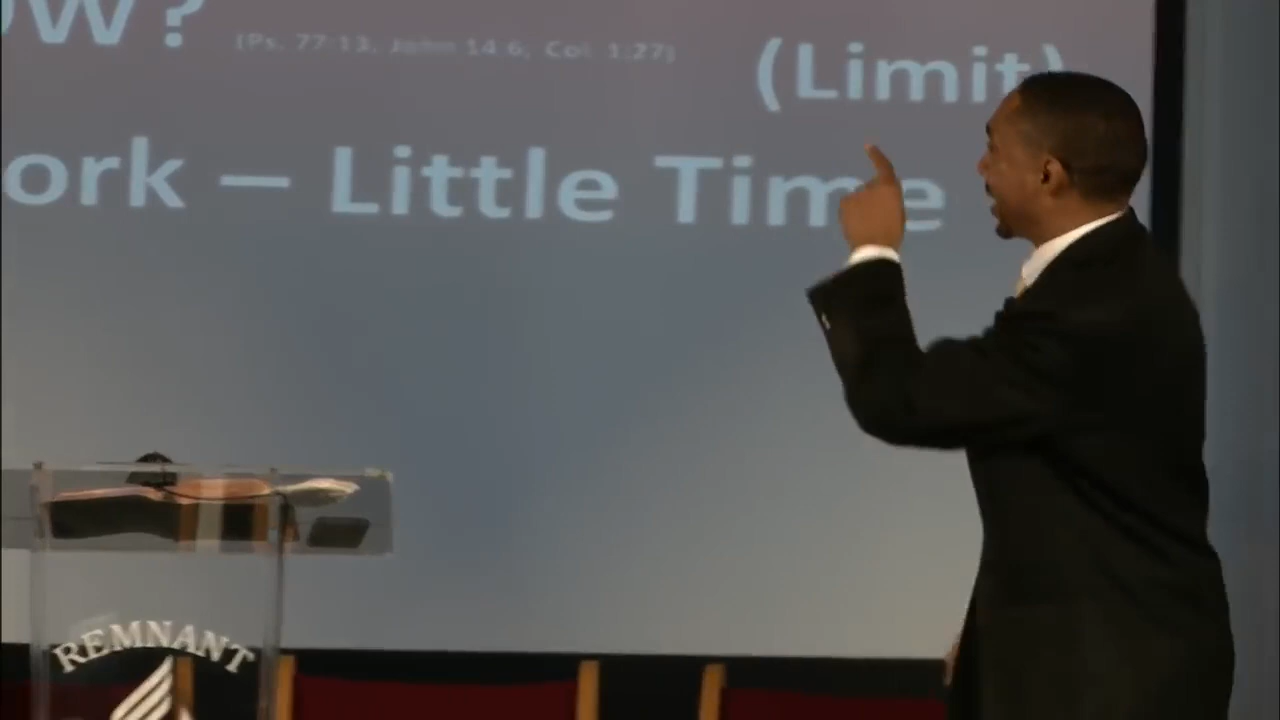 ow? (Ps. 77:13, John 14:6; Col. 1:27) (Limit)
ork – Little Time
REMNANT